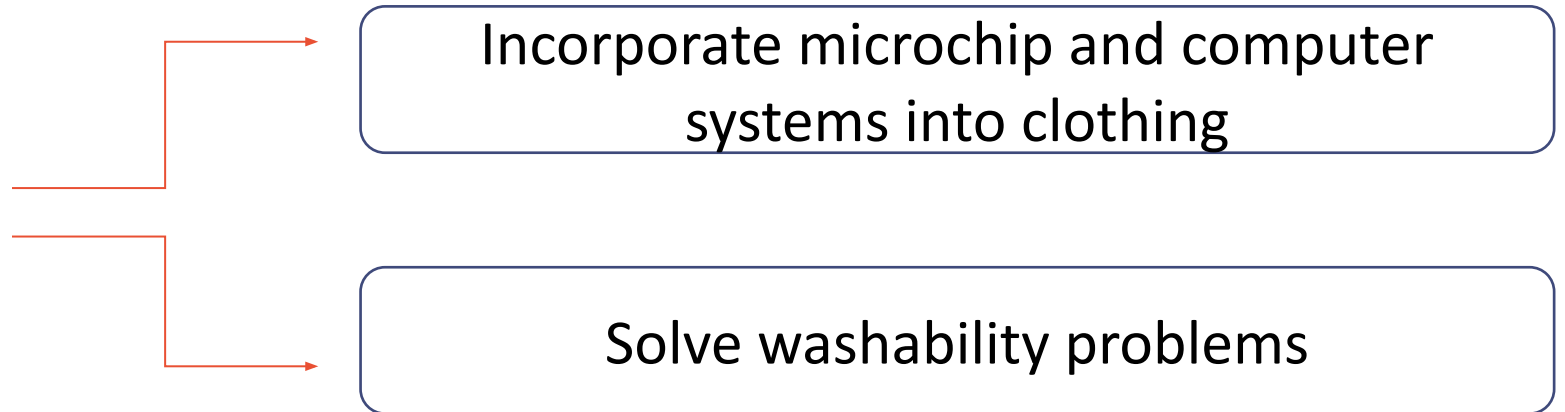 Incorporate microchip and computer
systems into clothing
Solve washability problems